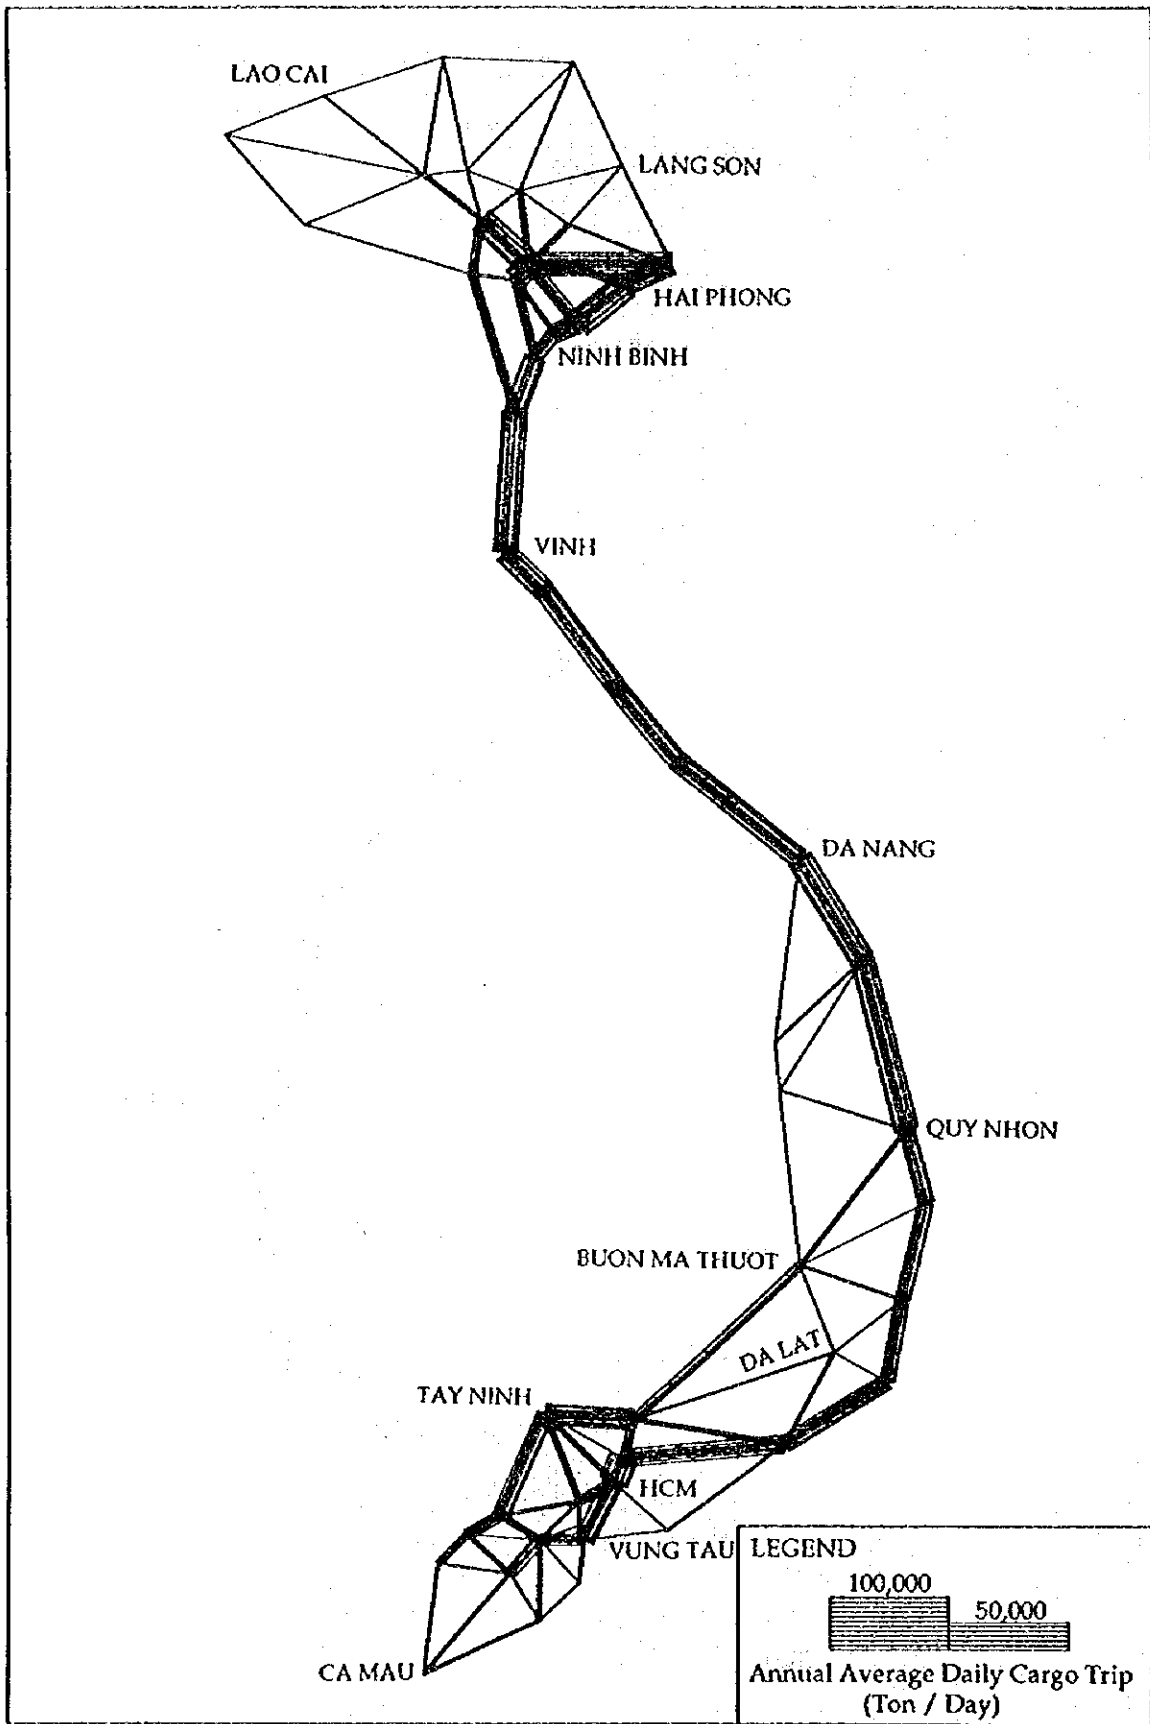 LAO CAI
LANG SON
HAI PHONG
NINH BINH
VINH
DA NANG
QUY NHON
BUON MA THUOT
DA LAT
TAY NINH
HCM
VUNG TAU
CA MAU
LEGEND
100,000
50,000
Annual Average Daily Cargo Trip
(Ton / Day)